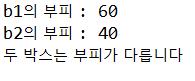 b1의 부피 : 60
b2의 부피 : 40
두 박스는 부피가 다릅니다